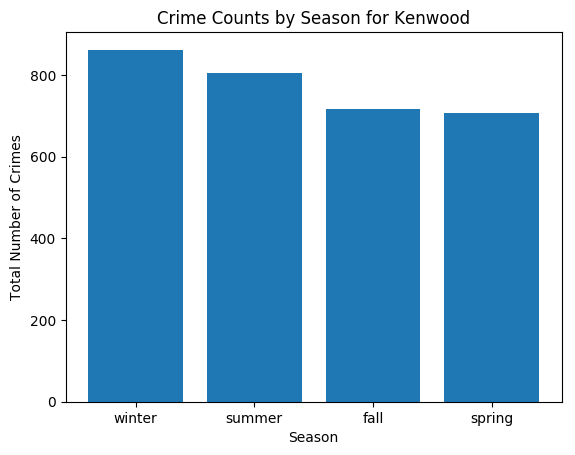 Crime Counts by Season for Kenwood
Total Number of Crimes
800
600
400
200
0
winter summer fall spring
Season